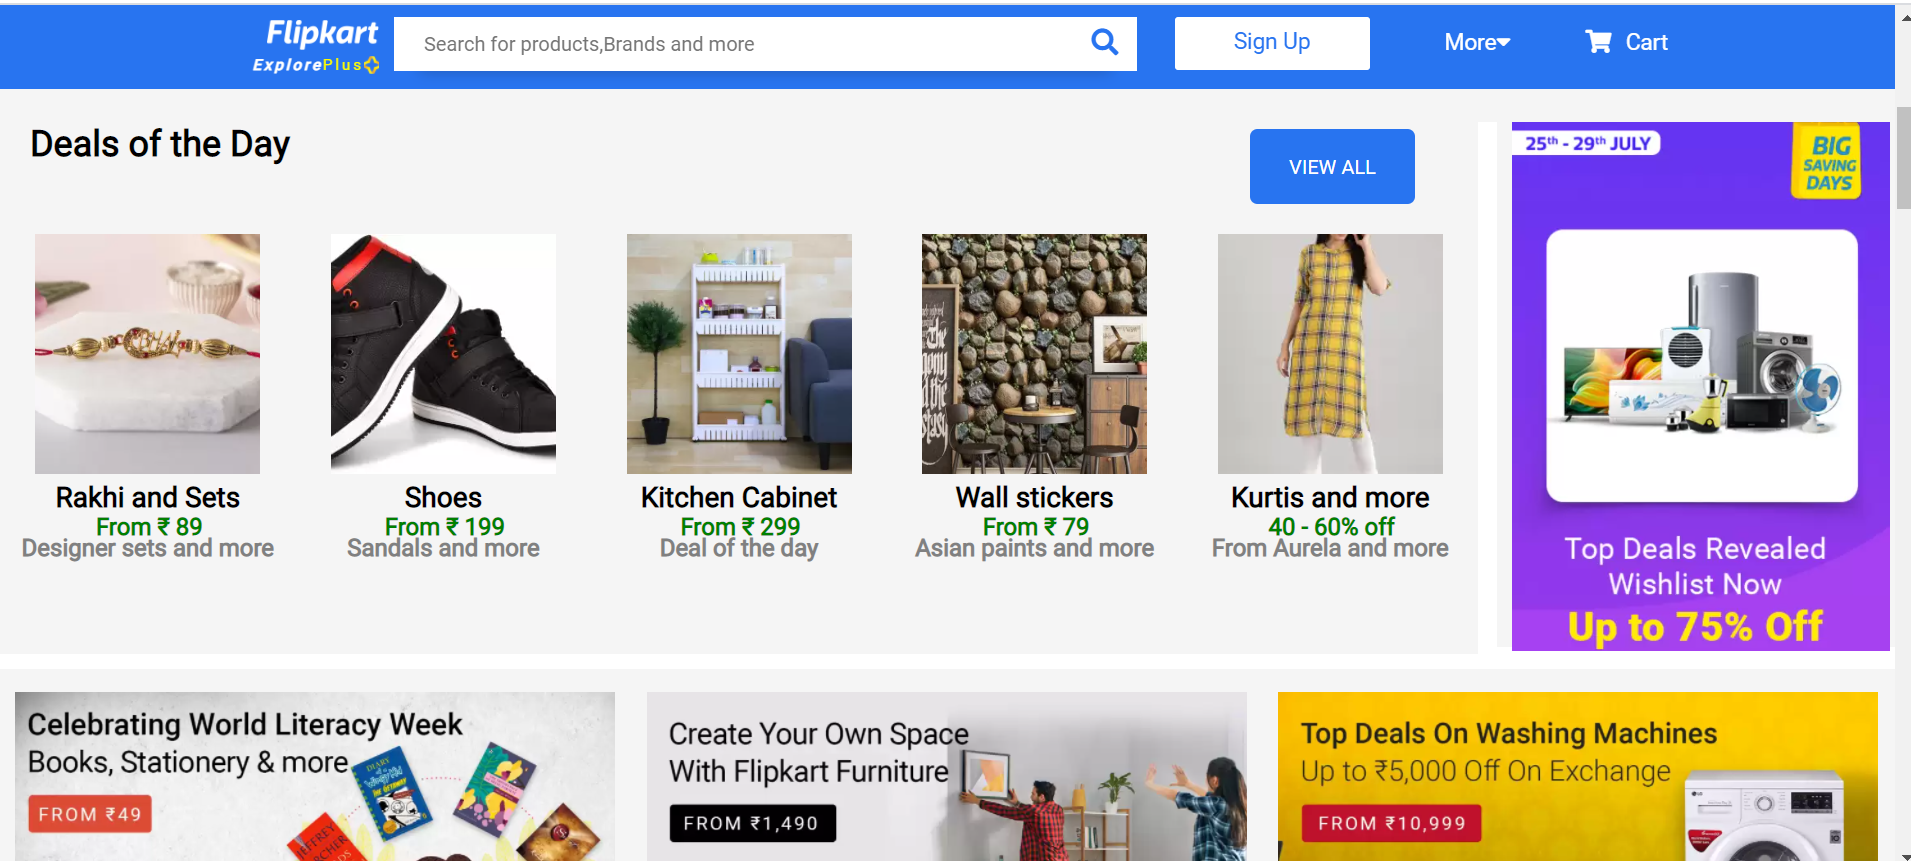 Flipkart
ExplorePlus
Search for products,Brands and more
Sign Up
More
Cart
Deals of the Day
VIEW ALL
Rakhi and Sets
From ₹ 89
Designer sets and more
Shoes
From ₹ 199
Sandals and more
Kitchen Cabinet
From ₹ 299
Deal of the day
Wall stickers
From ₹ 79
Asian paints and more
Kurtis and more
40 - 60% off
From Aurela and more
25th - 29th JULY
BIG
SAVING
DAYS
Top Deals Revealed
Wishlist Now
Up to 75% Off
Celebrating World Literacy Week
Books, Stationery & more
FROM ₹49
DIARY
Create Your Own Space
With Flipkart Furniture
FROM ₹1,490
Top Deals On Washing Machines
Up to ₹5,000 Off On Exchange
FROM ₹10,999
LG